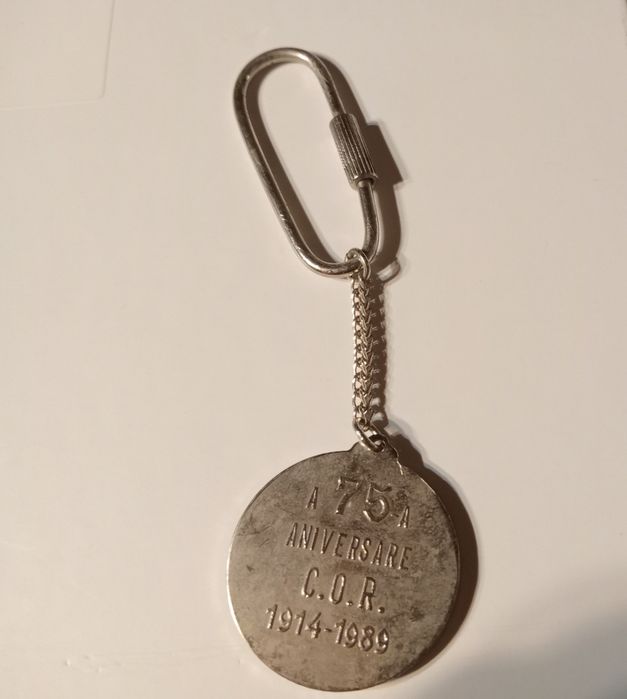 A 75 A
ANIVERSARE
C.O.R.
1914-1989